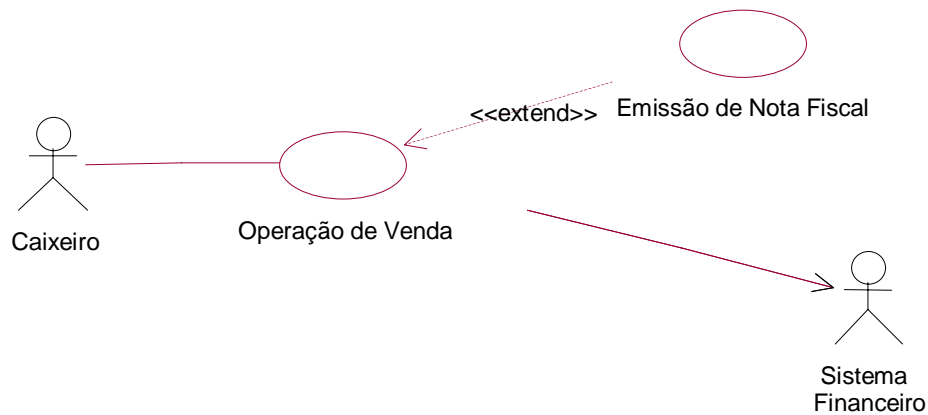 <<extend>>
Emissão de Nota Fiscal
Caixeiro
Operação de Venda
Sistema
Financeiro